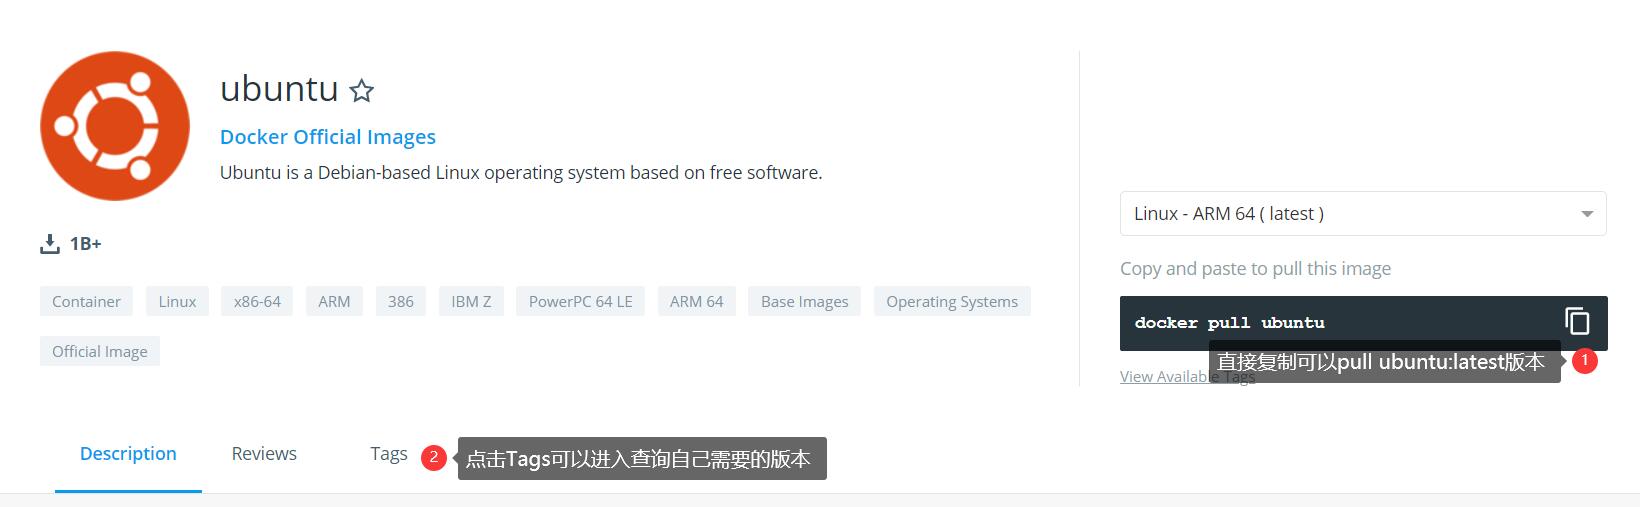 ubuntu
Docker Official Images
Ubuntu is a Debian-based Linux operating system based on free software.
1B+
Container Linux x86-64 ARM 386 IBM Z PowerPC 64 LE ARM 64 Base Images Operating Systems
Official Image
Linux - ARM 64 ( latest )
Copy and paste to pull this image
docker pull ubuntu
直接复制可以pull ubuntu:latest版本 1
View Available Tags
Description Reviews Tags 2 点击Tags可以进入查询自己需要的版本